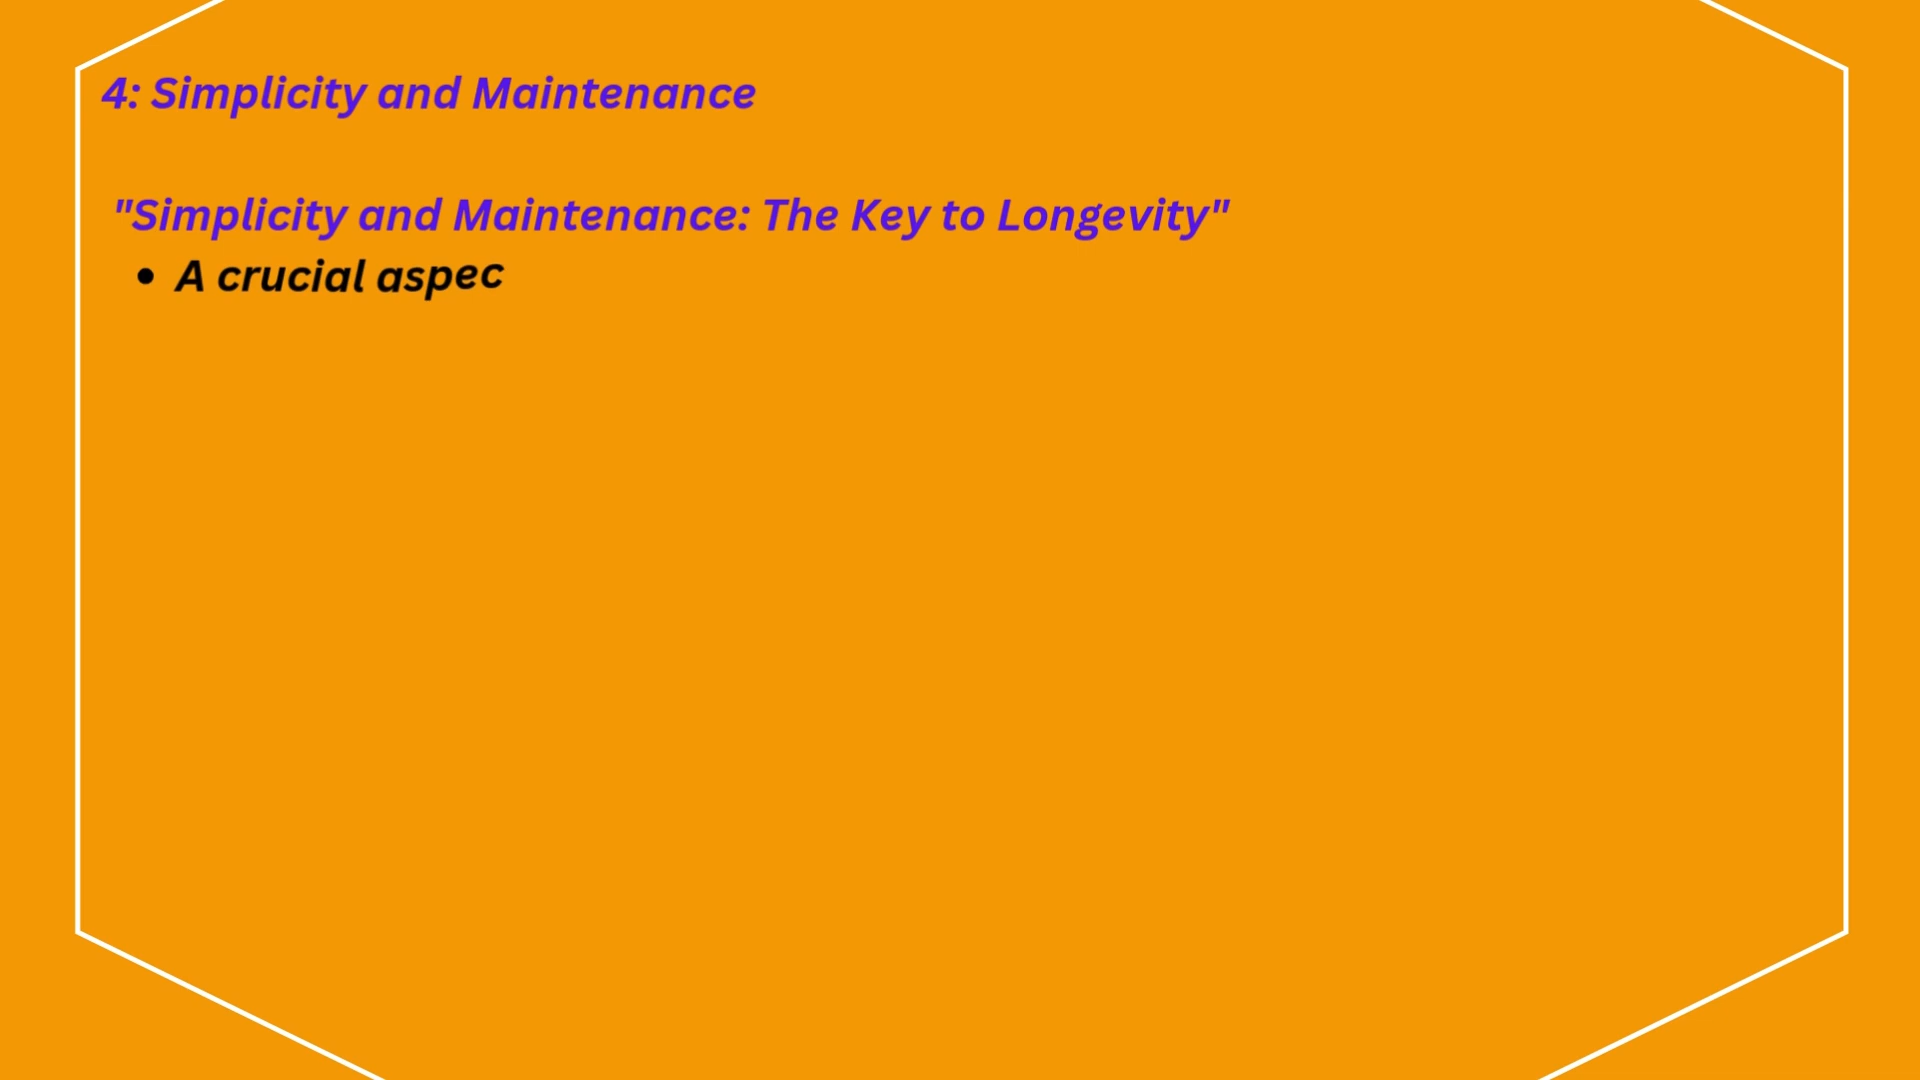 4: Simplicity and Maintenance
"Simplicity and Maintenance: The Key to Longevity"
• A crucial aspec